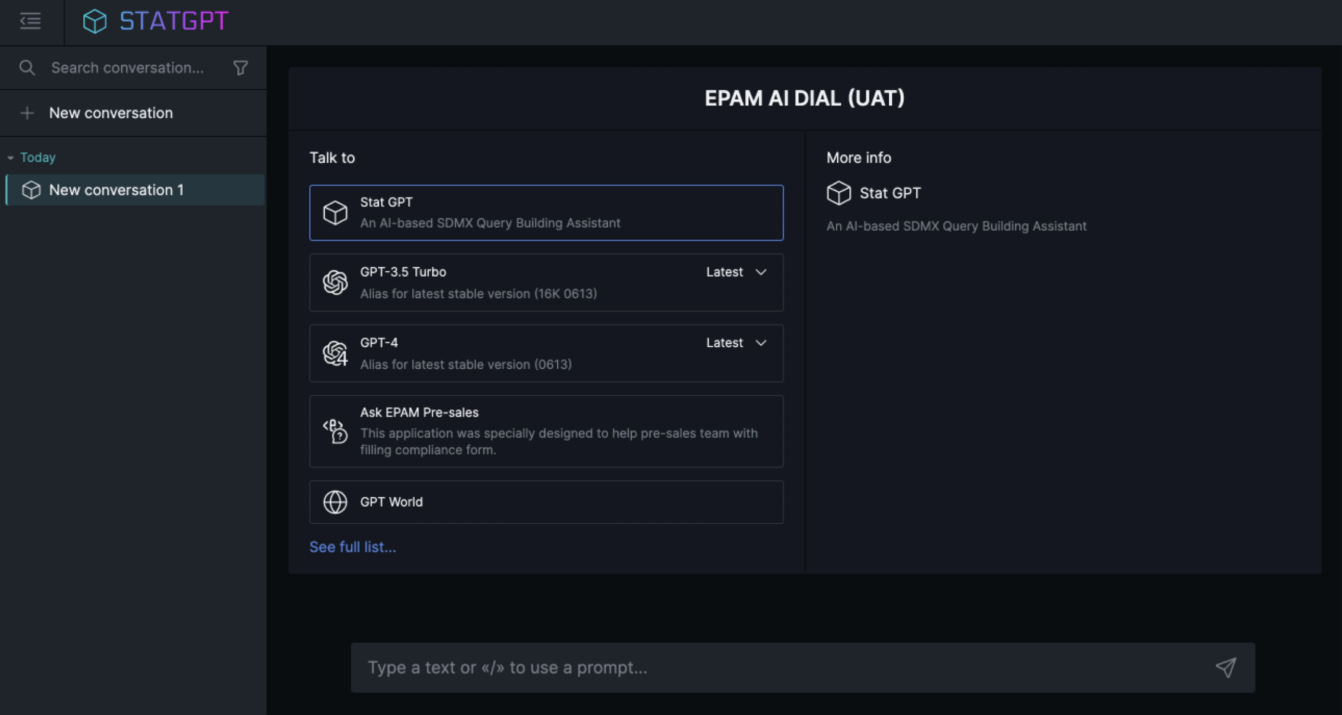 STATGPT
Search conversation...
New conversation
Today
New conversation 1
EPAM AI DIAL (UAT)
Talk to
Stat GPT
An AI-based SDMX Query Building Assistant
GPT-3.5 Turbo
Latest
Alias for latest stable version (16K 0613)
GPT-4
Latest
Alias for latest stable version (0613)
Ask EPAM Pre-sales
This application was specially designed to help pre-sales team with
filling compliance form.
GPT World
See full list...
More info
Stat GPT
An AI-based SDMX Query Building Assistant
Type a text or «/» to use a prompt...